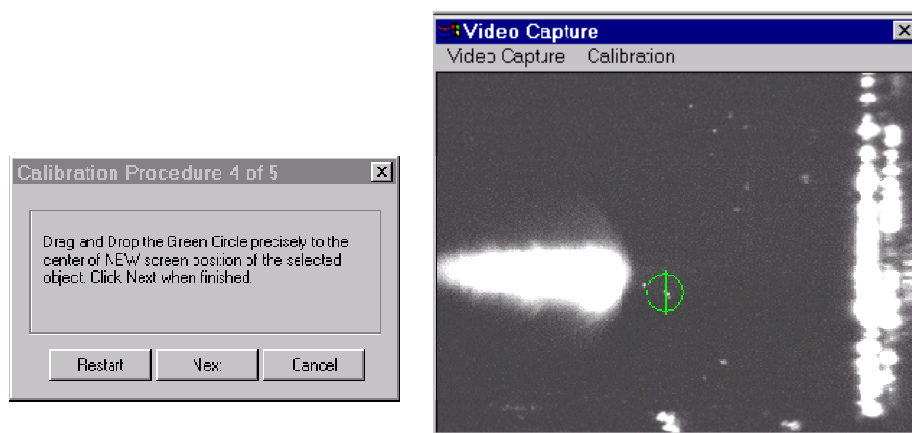 Video Capture
Video Capture Calibration
Calibration Procedure 4 of 5
Drag and Drop the Green Circle precisely to the
center of NEW screen position of the selected
object. Click Next when finished.
Restart Next Cancel